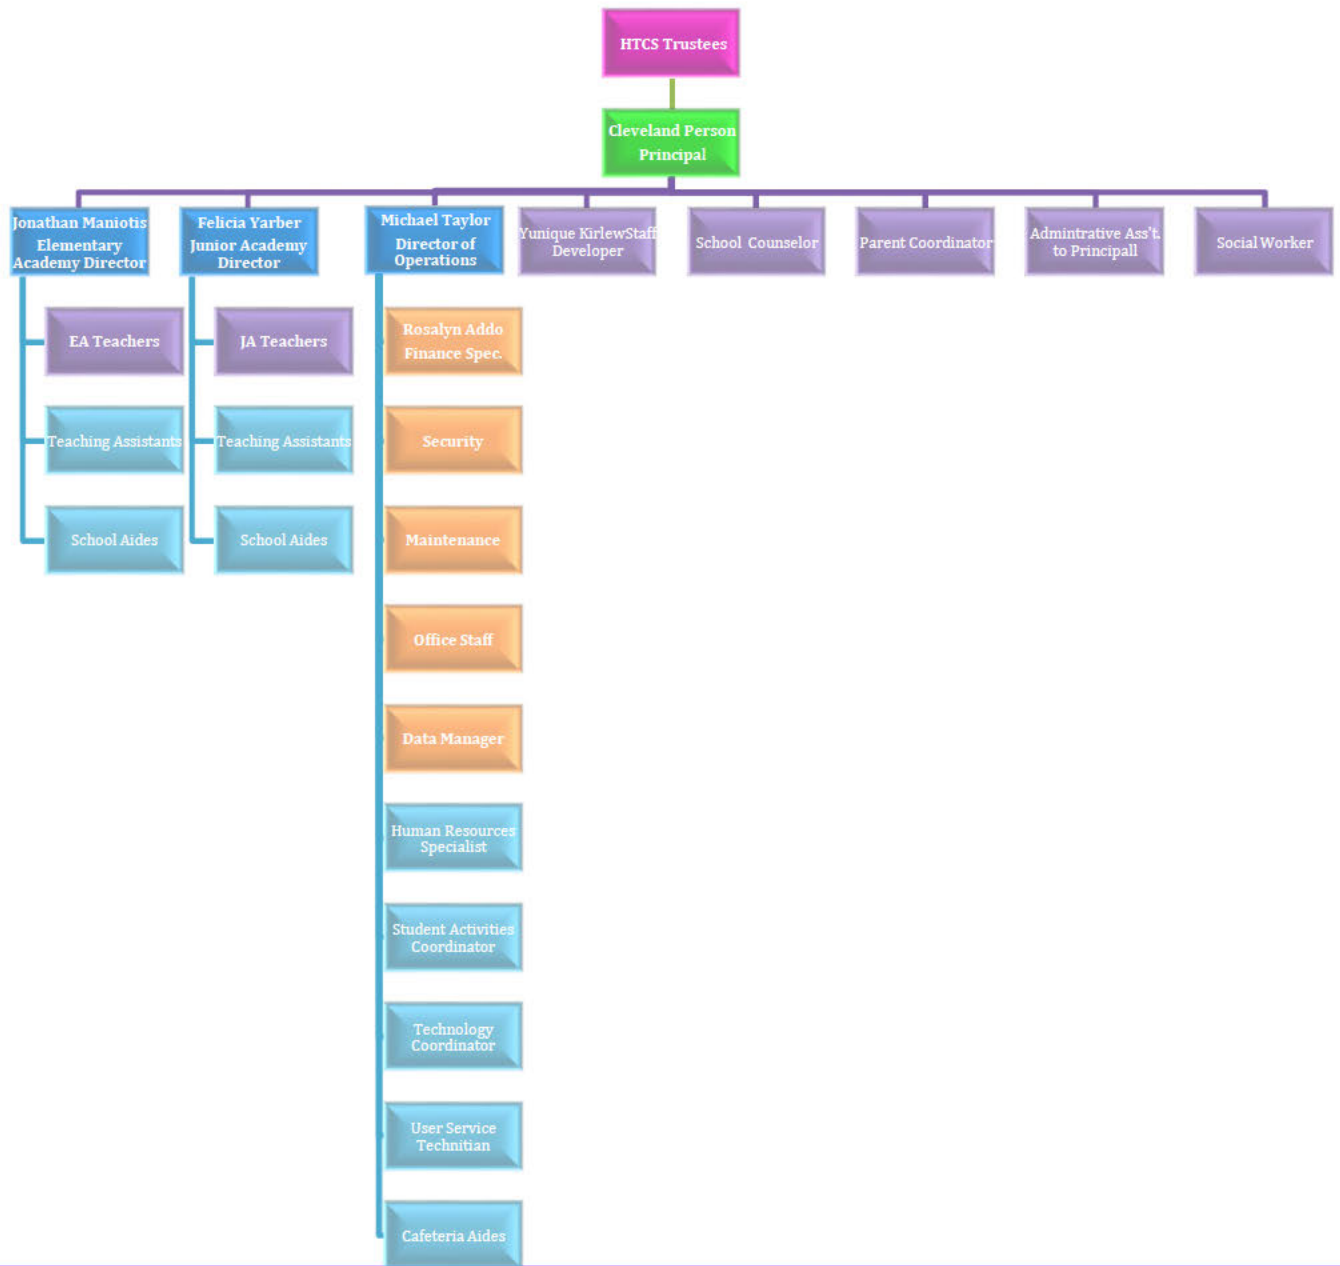 HTCS Trustees
Cleveland Person
Principal
Jonathan Maniotis
Elementary
Academy Director
Felicia Yarber
Junior Academy
Director
Michael Taylor
Director of
Operations
Yunique KirlewStaff
Developer
School Counselor
Parent Coordinator
Admintrative Ass't.
to Principall
Social Worker
EA Teachers
Teaching Assistants
School Aides
JA Teachers
Teaching Assistants
School Aides
Rosalyn Addo
Finance Spec.
Security
Maintenance
Office Staff
Data Manager
Human Resources
Specialist
Student Activities
Coordinator
Technology
Coordinator
User Service
Technitian
Cafeteria Aides